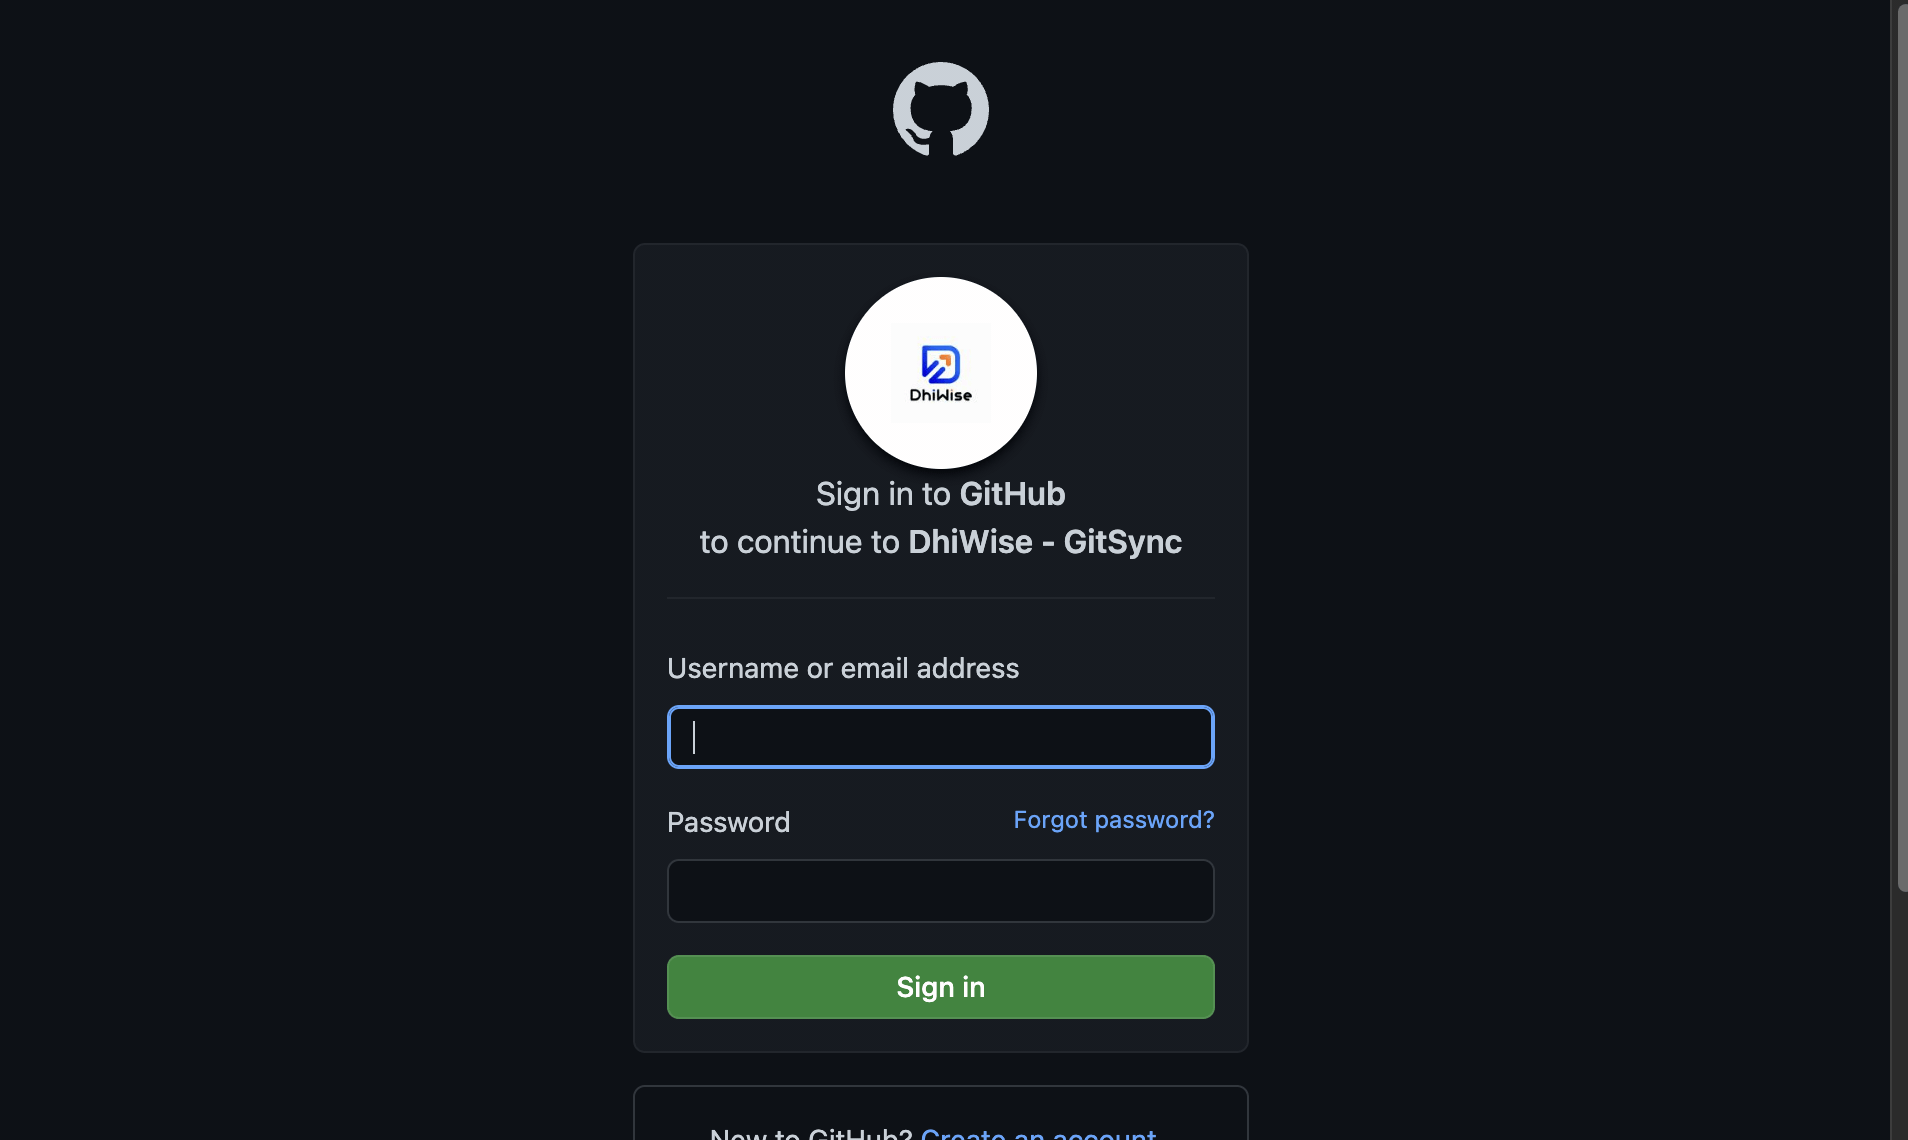 DhiWise
Sign in to GitHub
to continue to DhiWise - GitSync
Username or email address
Password
Forgot password?
Sign in
New to GitHub? Create an account